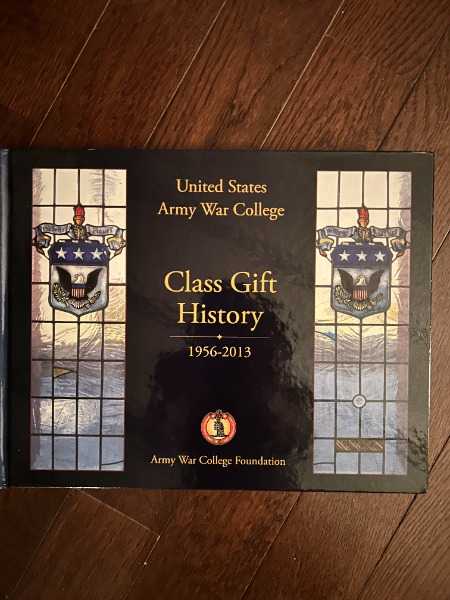 United States
Army War College
Class Gift
History
1956-2013
Army War College Foundation